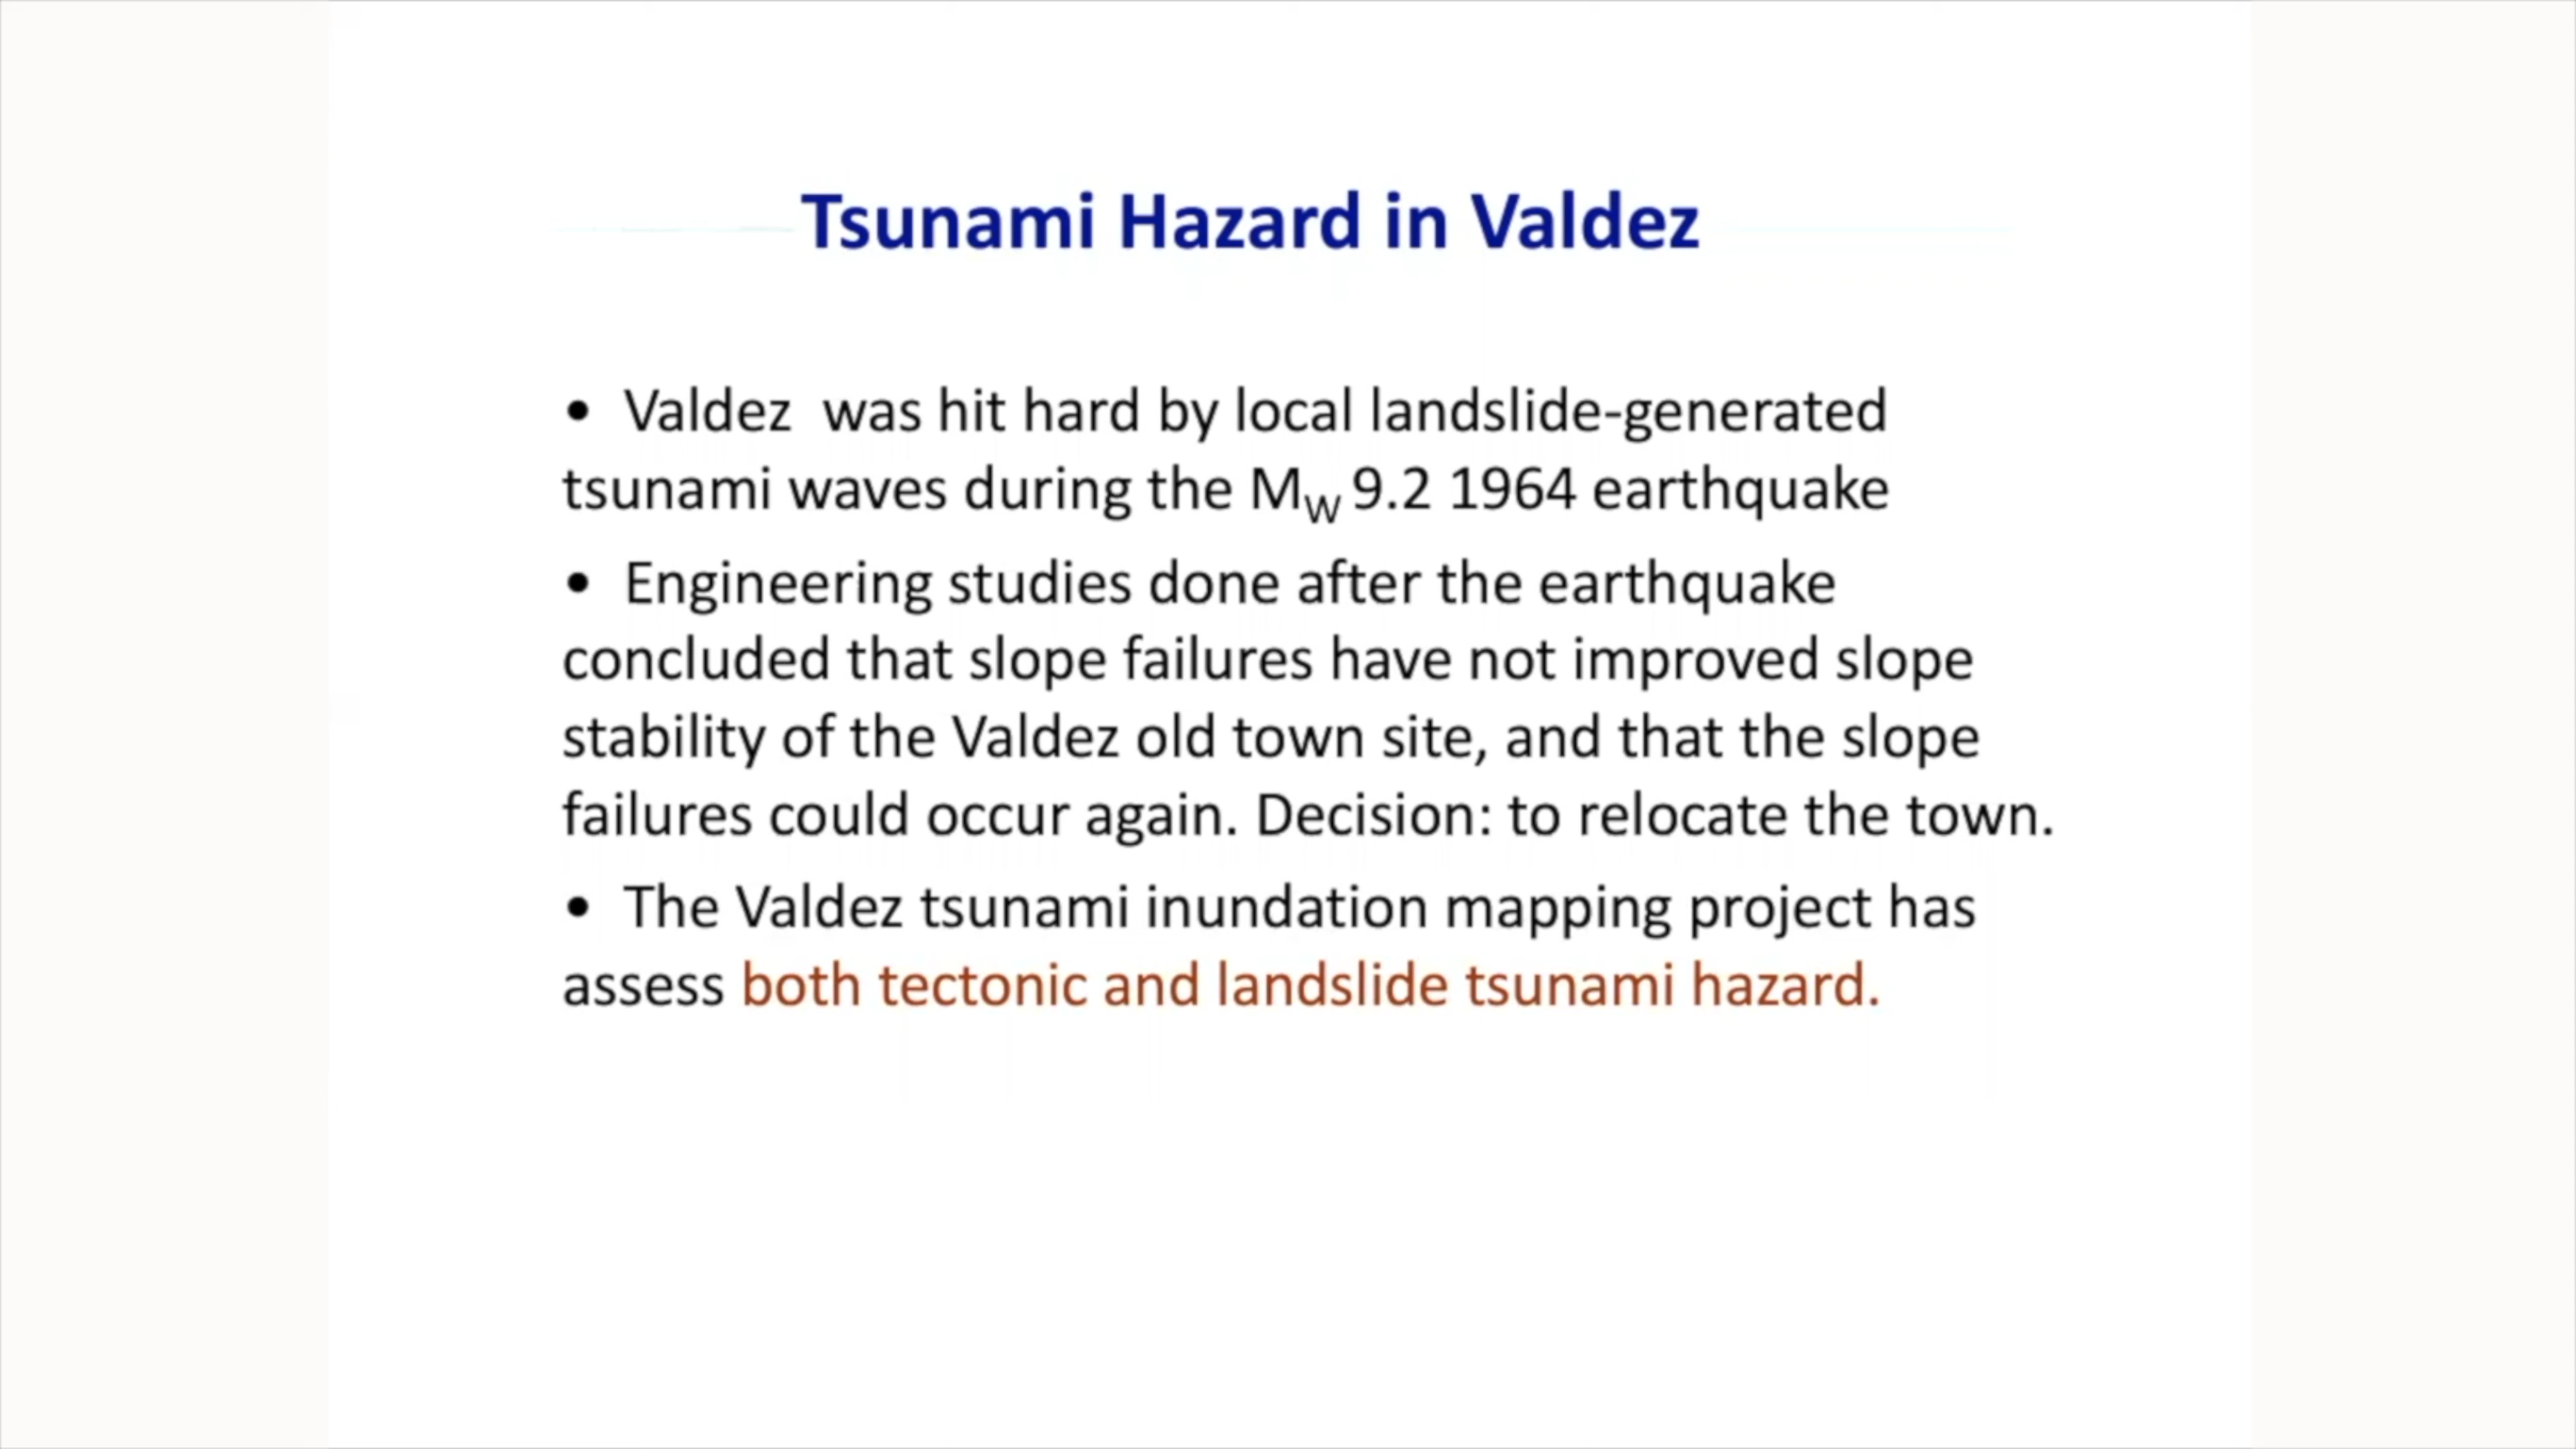 Tsunami Hazard in Valdez
• Valdez  was hit hard by local landslide-generated
tsunami waves during the MW 9.2 1964 earthquake
• Engineering studies done after the earthquake
concluded that slope failures have not improved slope
stability of the Valdez old town site, and that the slope
failures could occur again. Decision: to relocate the town.
• The Valdez tsunami inundation mapping project has
assess both tectonic and landslide tsunami hazard.